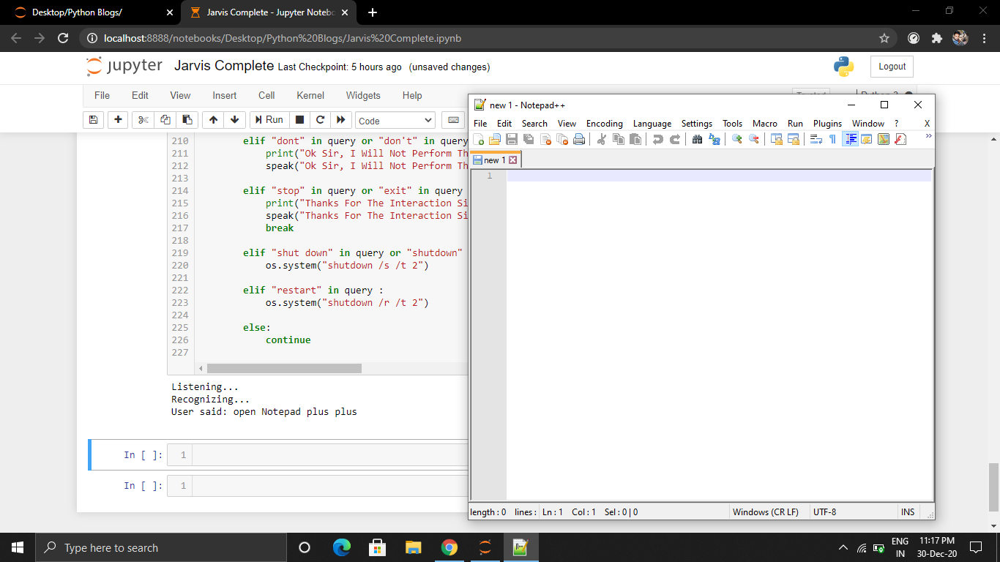 Desktop/Python Blogs/
Jarvis Complete - Jupyter Notebo
localhost:8888/notebooks/Desktop/Python%20Blogs/Jarvis%20Complete.ipynb
jupyter Jarvis Complete Last Checkpoint: 5 hours ago (unsaved changes)
Logout
File Edit View Insert Cell Kernel Widgets Help
Run
Code
210 elif "dont" in query or "don't" in query
211 print("Ok Sir, I Will Not Perform Th
212 speak("Ok Sir, I Will Not Perform Th
213
214 elif "stop" in query or "exit" in query
215 print("Thanks For The Interaction Si
216 speak("Thanks For The Interaction Si
217 break
218
219 elif "shut down" in query or "shutdown"
220 os.system("shutdown /s /t 2")
221
222 elif "restart" in query :
223 os.system("shutdown /r /t 2")
224
225 else:
226 continue
227
Listening...
Recognizing...
User said: open Notepad plus plus
In [ ]: 1
In [ ]: 1
new 1 - Notepad++
File Edit Search View Encoding Language Settings Tools Macro Run Plugins Window ? X
new 1
1
length : 0 lines : Ln : 1 Col : 1 Sel : 0 | 0 Windows (CR LF) UTF-8 INS
Type here to search
ENG
IN
11:17 PM
30-Dec-20